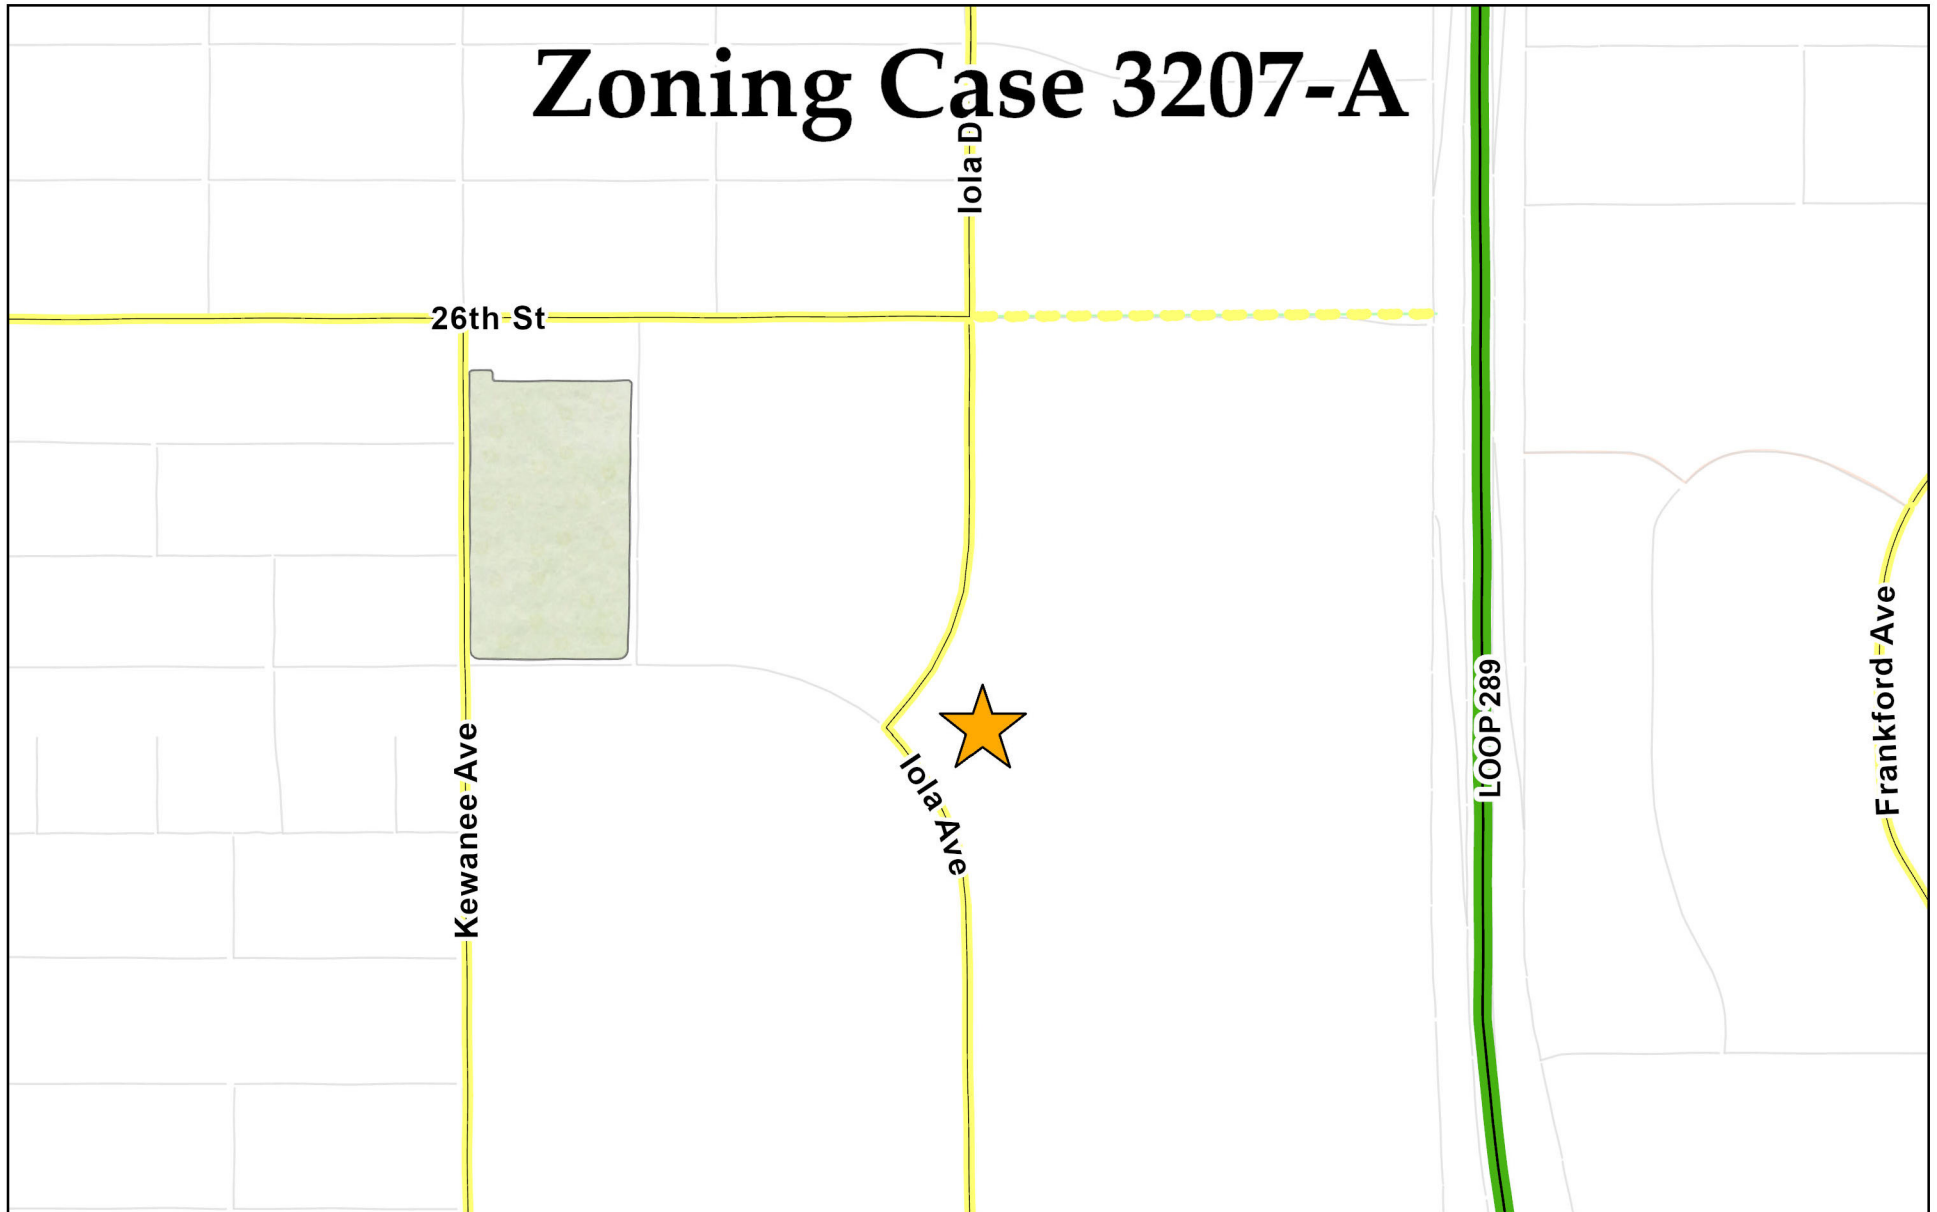 Zoning Case 3207-A
Iola D
26th St
Kewanee Ave
Iola Ave
LOOP 289
Frankford Ave